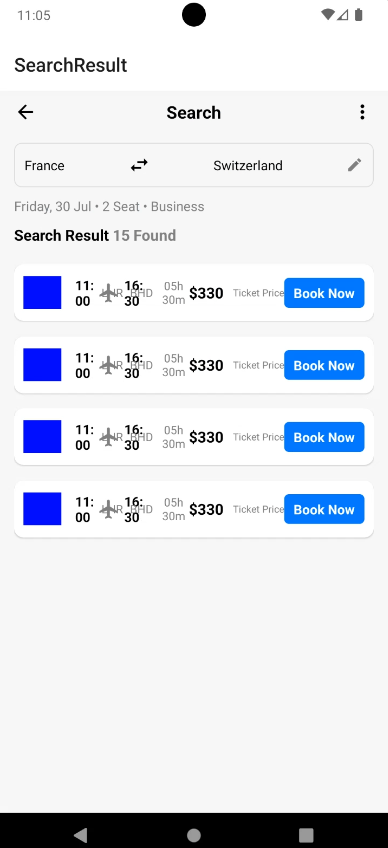 11:05
SearchResult
Search
France Switzerland
Friday, 30 Jul • 2 Seat • Business
Search Result 15 Found
11: 16: 05h
00 BHD 30 30m $330 Ticket Price Book Now
11: 16: 05h
00 BHD 30 30m $330 Ticket Price Book Now
11: 16: 05h
00 BHD 30 30m $330 Ticket Price Book Now
11: 16: 05h
00 BHD 30 30m $330 Ticket Price Book Now